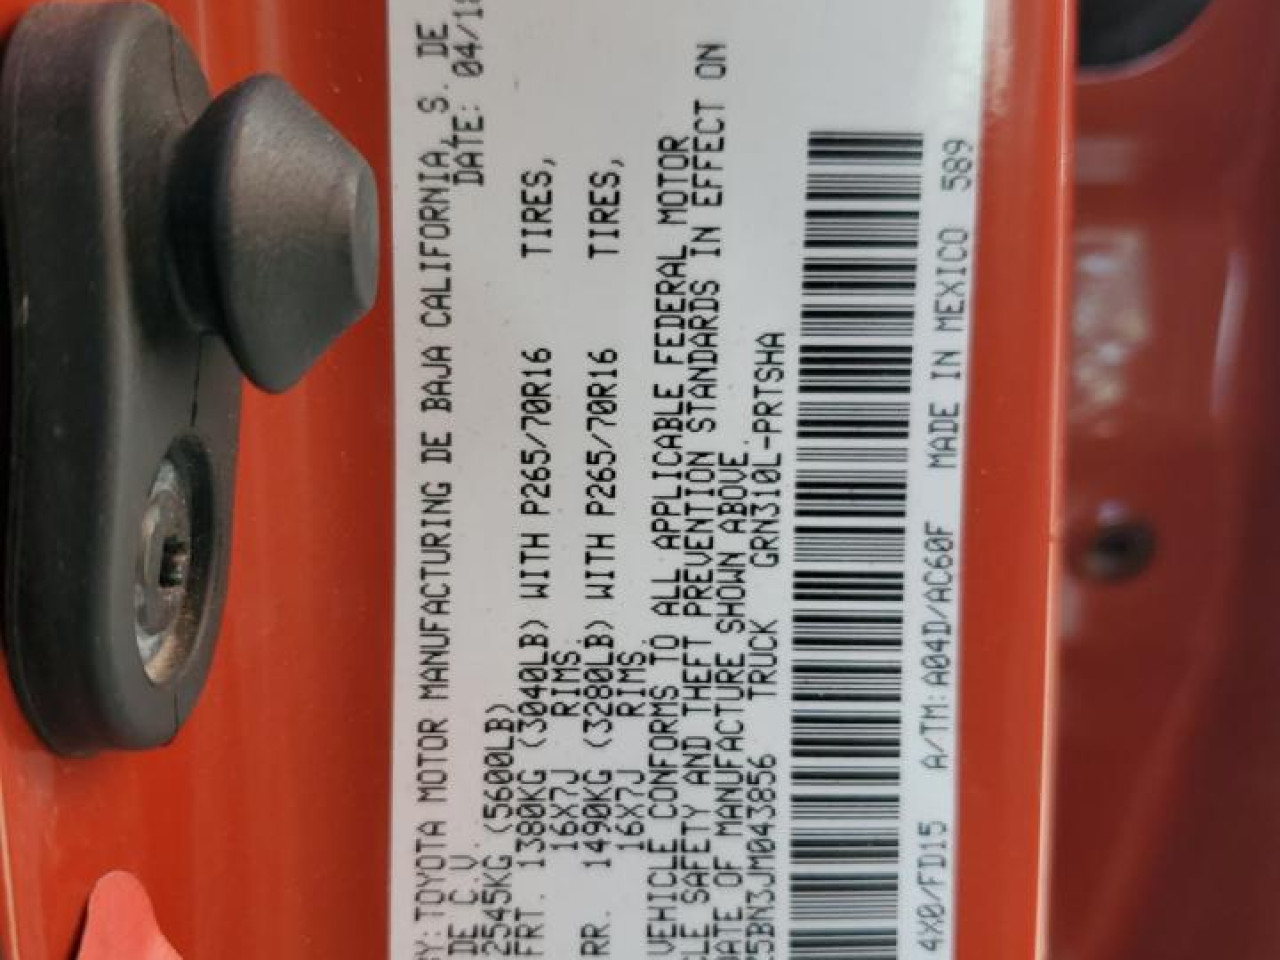 BY: TOYOTA MOTOR MANUFACTURING DE BAJA CALIFORNIA, S. DE
DE C.V. DATE: 04/18
2545KG (5600LB)
FRT. 1380KG (3040LB) WITH P265/70R16 TIRES,
16X7J RIMS.
RR. 1490KG (3280LB) WITH P265/70R16 TIRES,
16X7J RIMS.
VEHICLE CONFORMS TO ALL APPLICABLE FEDERAL MOTOR
CLE SAFETY AND THEFT PREVENTION STANDARDS IN EFFECT ON
DATE OF MANUFACTURE SHOWN ABOVE.
Z5BN3JM043856 TRUCK GRN310L-PRTSHA
4X0/FD15 A/TM: A04D/AC60F MADE IN MEXICO 589